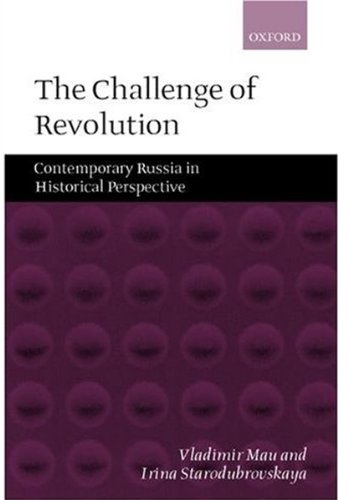 OXFORD
The Challenge of
Revolution
Contemporary Russia in
Historical Perspective
Vladimir Mau and
Irina Starodubrovskaya